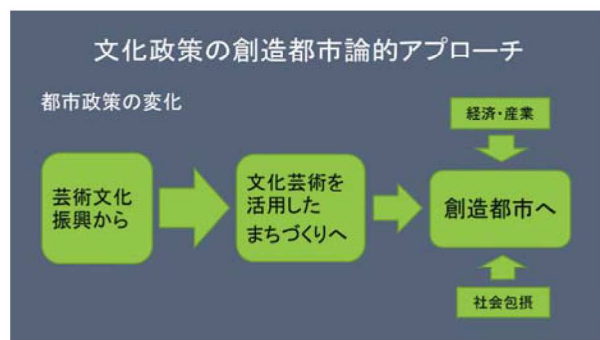 文化政策の創造都市論的アプローチ
都市政策の変化
芸術文化
振興から
文化芸術を
活用した
まちづくりへ
経済・産業
創造都市へ
社会包摂